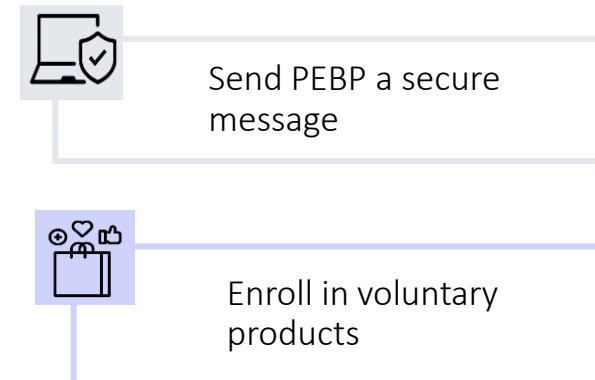 Send PEBP a secure
message
Enroll in voluntary
products